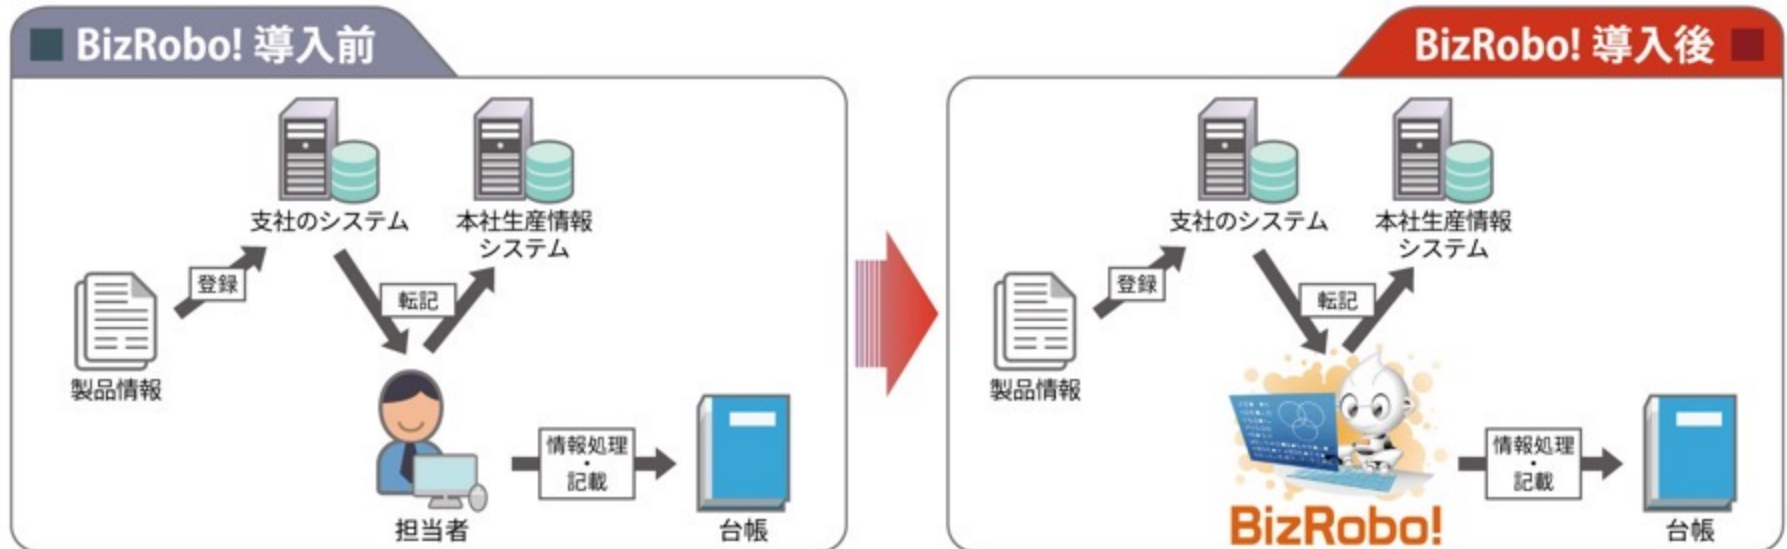 BizRobo! 導入前
支社のシステム
本社生産情報
システム
登録
転記
製品情報
担当者
情報処理
・
記載
台帳
BizRobo! 導入後
支社のシステム
本社生産情報
システム
登録
転記
製品情報
BizRobo!
情報処理
・
記載
台帳